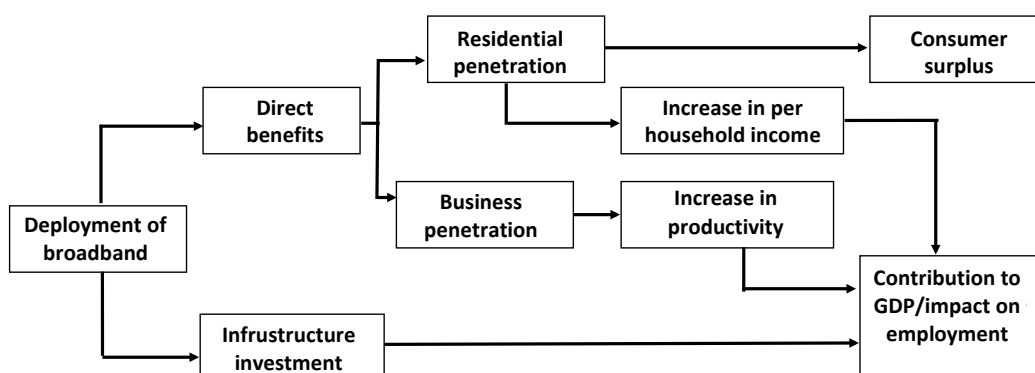 Residential
penetration
Consumer
surplus
Direct
benefits
Increase in per
household income
Business
penetration
Increase in
productivity
Deployment of
broadband
Contribution to
GDP/impact on
employment
Infrustructure
investment